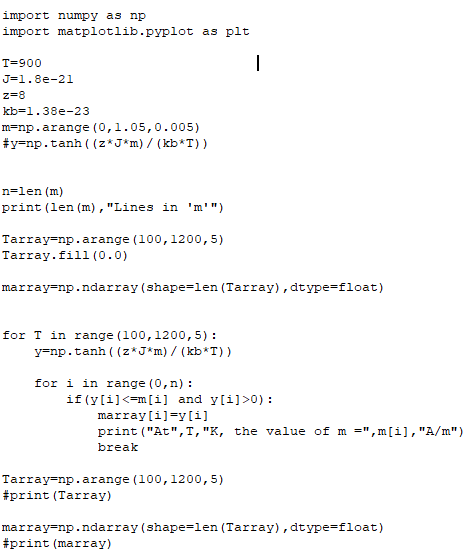 import numpy as np
import matplotlib.pyplot as plt
T=900
J=1.8e-21
z=8
kb=1.38e-23
m=np.arange(0,1.05,0.005)
#y=np.tanh((z*J*m)/(kb*T))
n=len(m)
print(len(m),"Lines in 'm'")
Tarray=np.arange(100,1200,5)
Tarray.fill(0.0)
marray=np.ndarray(shape=len(Tarray),dtype=float)
for T in range(100,1200,5):
    y=np.tanh((z*J*m)/(kb*T))
    for i in range(0,n):
        if(y[i]<=m[i] and y[i]>0):
            marray[i]=y[i]
            print("At",T,"K, the value of m =",m[i],"A/m")
            break
Tarray=np.arange(100,1200,5)
#print(Tarray)
marray=np.ndarray(shape=len(Tarray),dtype=float)
#print(marray)